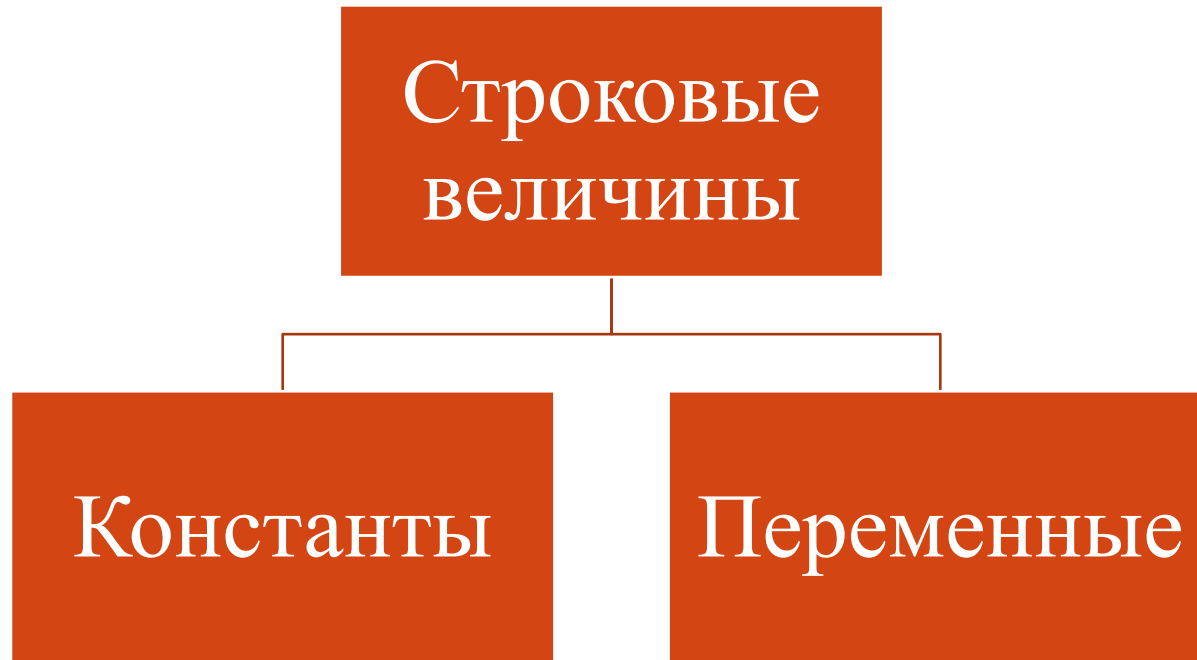 Строковые
величины
Константы
Переменные